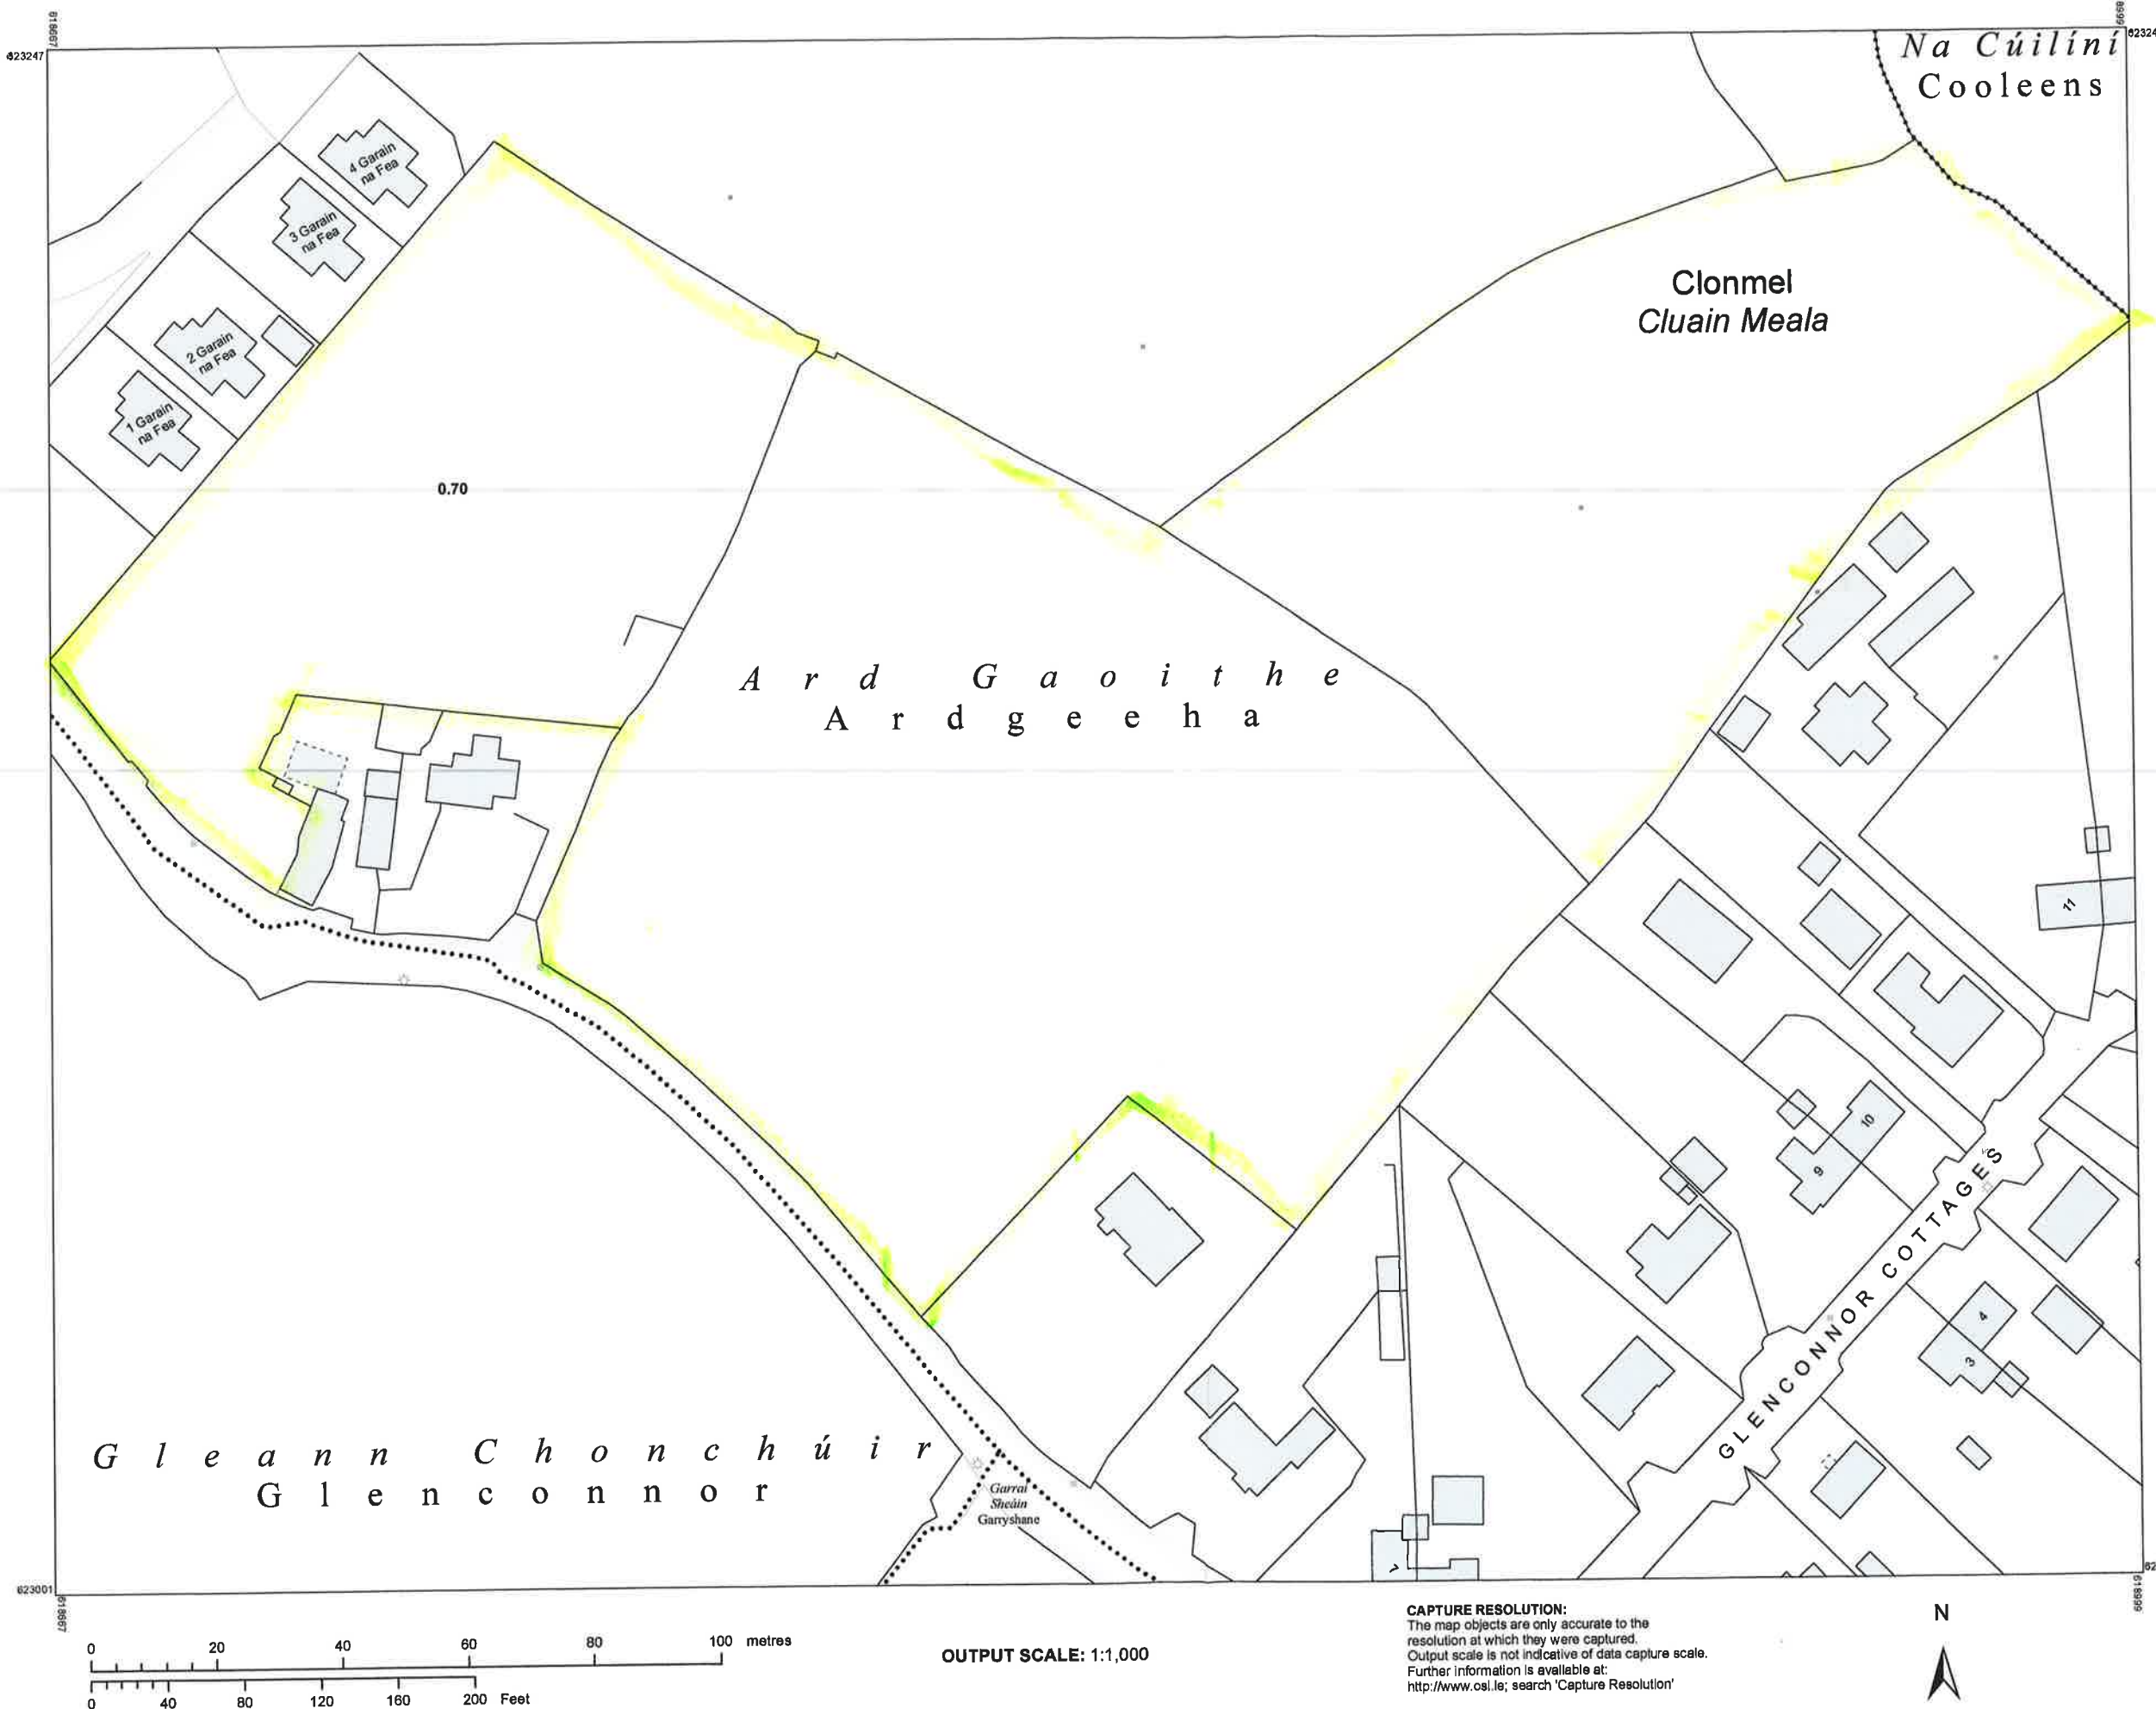 618667
623247
Na Cúilíní
Cooleens
4 Garain
na Fea
3 Garain
na Fea
2 Garain
na Fea
1 Garain
na Fea
Clonmel
Cluain Meala
0.70
Ard Gaoithe
Ardgeeha
11
10
9
GLENCONNOR COTTAGES
4
3
7
Gleann Chonchúir
Glenconnor
Garraí
Sheáin
Garryshane
623001
618667
618999
0 20 40 60 80 100 metres
0 40 80 120 160 200 Feet
OUTPUT SCALE: 1:1,000
CAPTURE RESOLUTION:
The map objects are only accurate to the
resolution at which they were captured.
Output scale is not indicative of data capture scale.
Further information is available at:
http://www.osi.ie; search 'Capture Resolution'
N